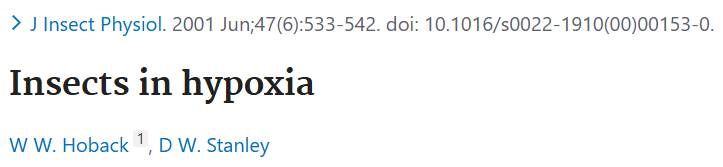 J Insect Physiol. 2001 Jun;47(6):533-542. doi: 10.1016/s0022-1910(00)00153-0.
Insects in hypoxia
W W. Hoback 1, D W. Stanley